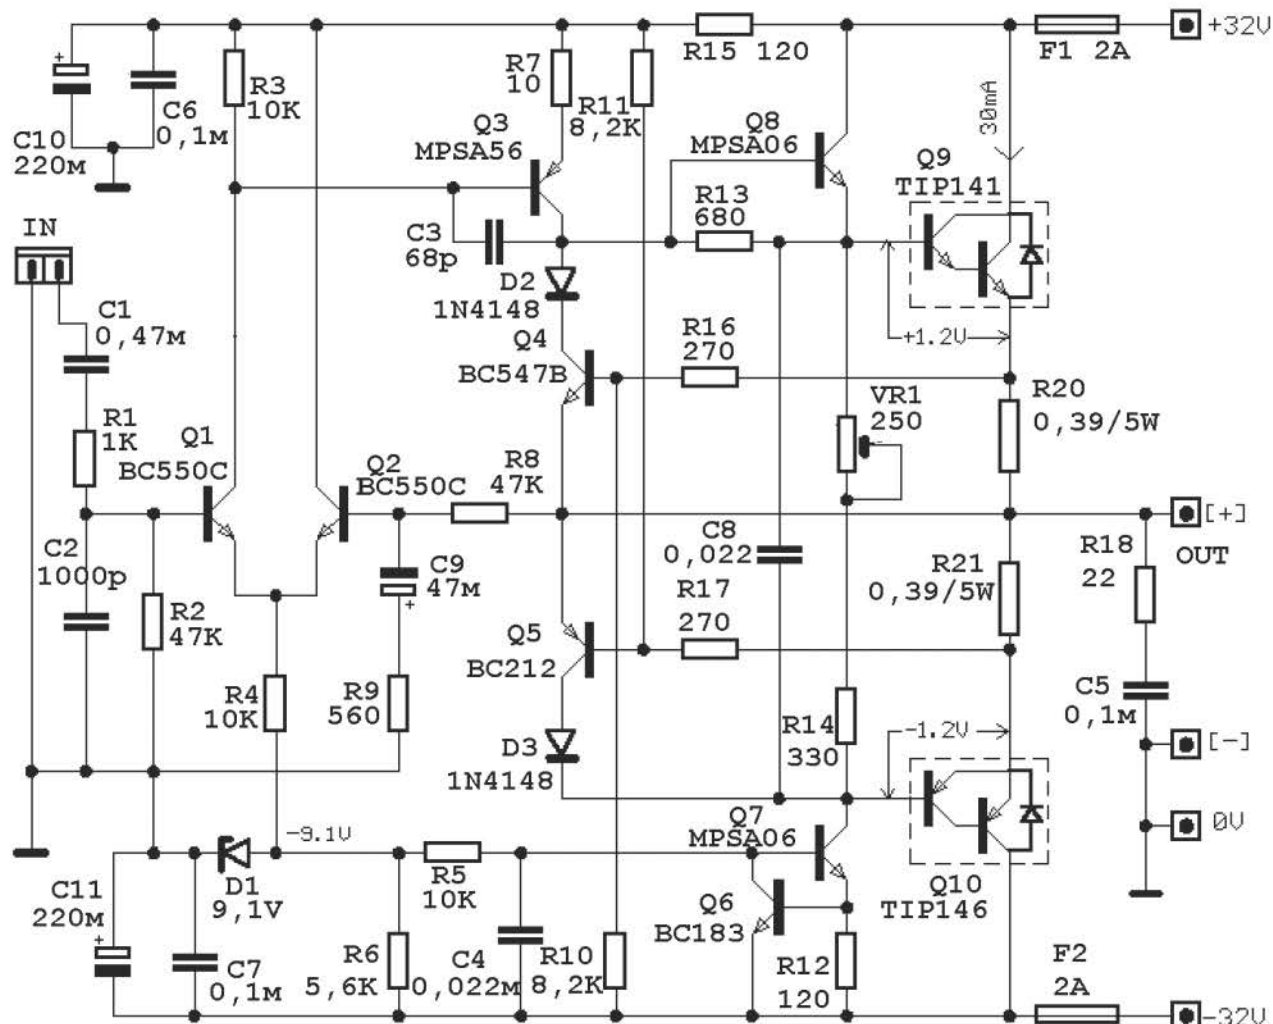 R15 120
F1 2A
+32V
R3
10K
C6
0,1м
C10
220м
R7
10
R11
8,2K
Q3
MPSA56
Q8
MPSA06
30mA
Q9
TIP141
IN
C3
68p
R13
680
D2
1N4148
+1.2V
C1
0,47м
Q4
BC547B
R16
270
VR1
250
R20
0,39/5W
R1
1K
Q1
BC550C
Q2
BC550C
R8
47K
[+]
OUT
C2
1000p
C9
47м
+
C8
0,022
R21
0,39/5W
R18
22
R2
47K
Q5
BC212
R17
270
R4
10K
R9
560
C5
0,1м
R14
330
D3
1N4148
-1.2V
[-]
0V
-9.1V
Q7
MPSA06
C11
220м
+
D1
9,1V
R5
10K
Q6
BC183
Q10
TIP146
C7
0,1м
R6
5,6K
C4
0,022м
R10
8,2K
R12
120
F2
2A
-32V
+